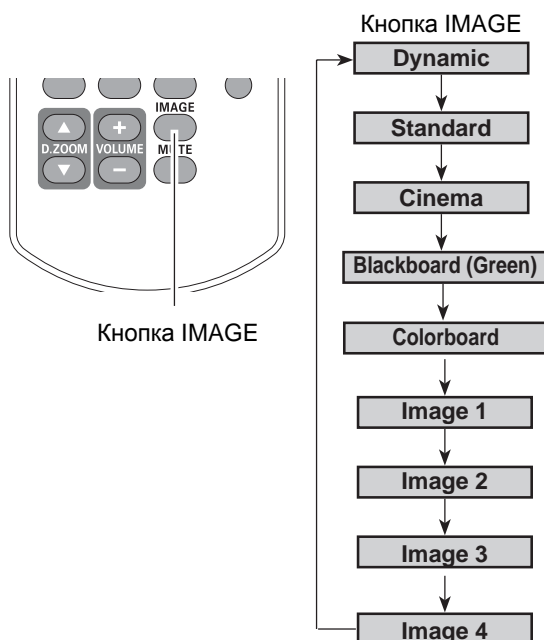 Кнопка IMAGE
Dynamic
Standard
Cinema
Blackboard (Green)
Colorboard
Image 1
Image 2
Image 3
Image 4
IMAGE
D.ZOOM
VOLUME
MUTE
Кнопка IMAGE